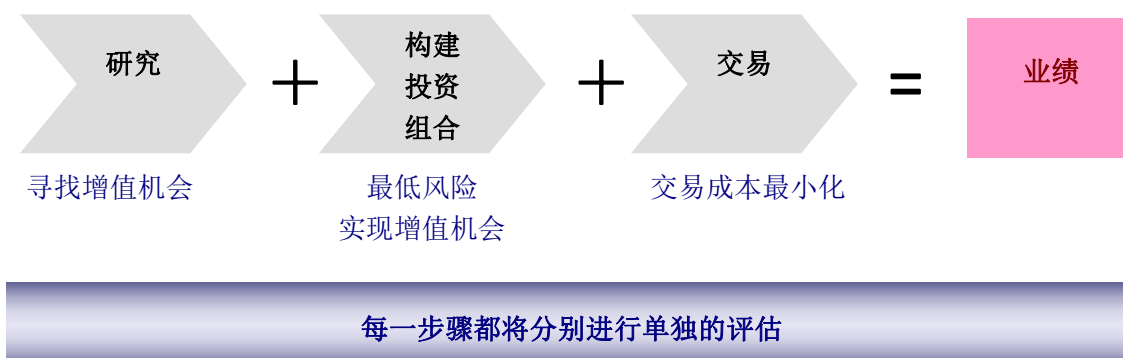 研究
+
构建
投资
组合
+
交易
=
业绩
寻找增值机会
最低风险
实现增值机会
交易成本最小化
每一步骤都将分别进行单独的评估